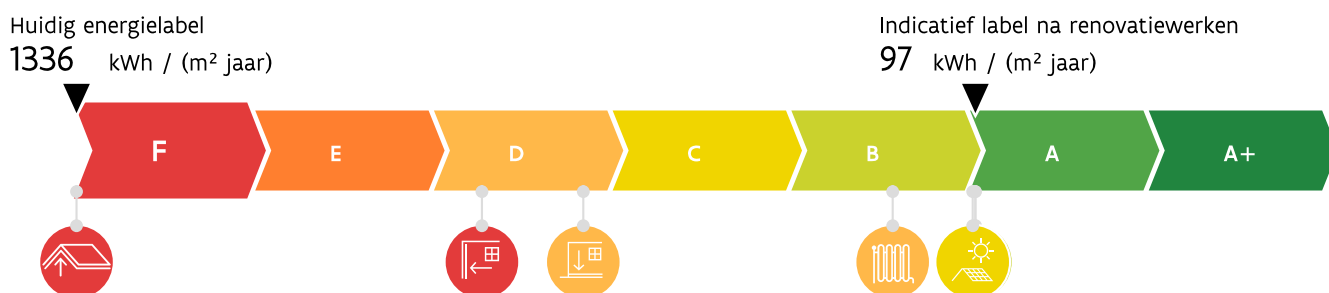 Huidig energielabel
1336 kWh / (m² jaar)
Indicatief label na renovatiewerken
97 kWh / (m² jaar)
F E D C B A A+